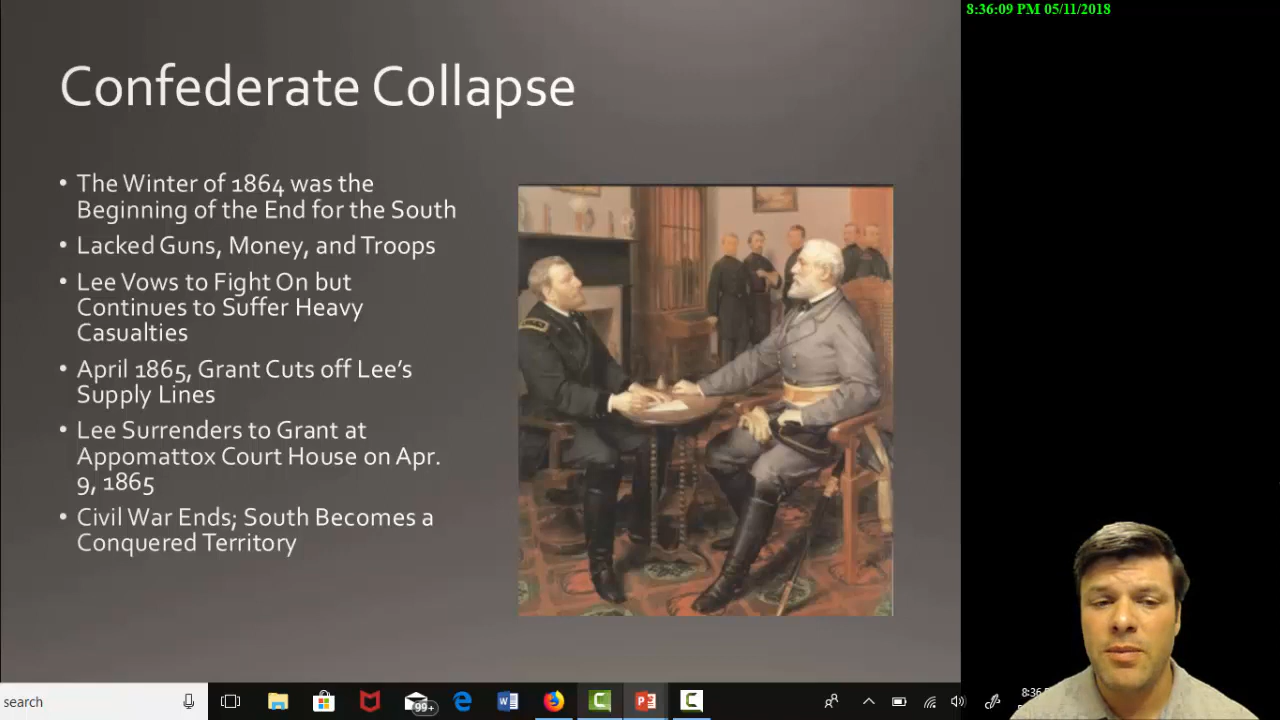 8:36:09 PM 05/11/2018
Confederate Collapse
• The Winter of 1864 was the
Beginning of the End for the South
• Lacked Guns, Money, and Troops
• Lee Vows to Fight On but
Continues to Suffer Heavy
Casualties
• April 1865, Grant Cuts off Lee's
Supply Lines
• Lee Surrenders to Grant at
Appomattox Court House on Apr.
9, 1865
• Civil War Ends; South Becomes a
Conquered Territory
search
99+